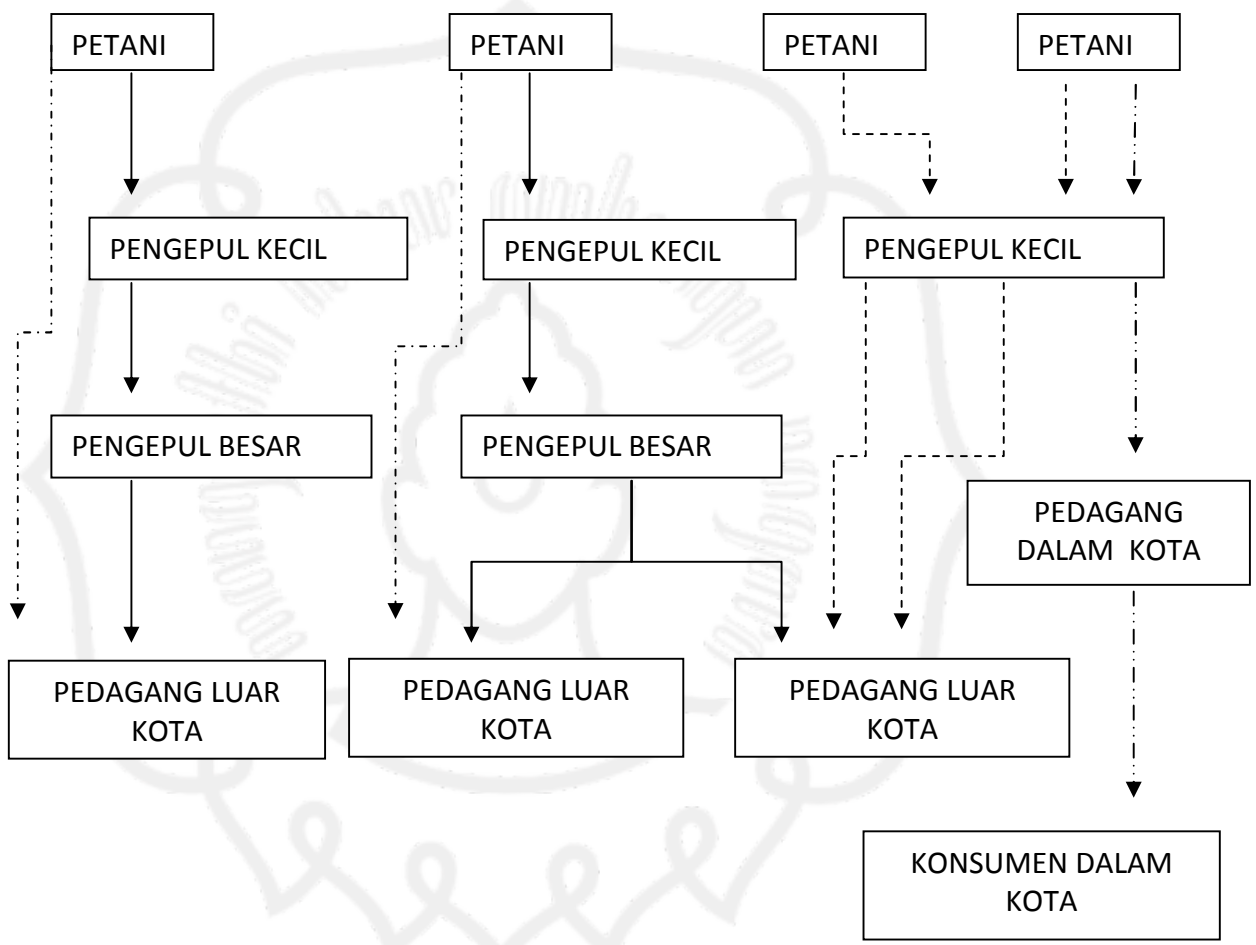 PETANI
PETANI
PETANI
PETANI
PENGEPUL KECIL
PENGEPUL KECIL
PENGEPUL KECIL
PENGEPUL BESAR
PENGEPUL BESAR
PEDAGANG
DALAM  KOTA
PEDAGANG LUAR
KOTA
PEDAGANG LUAR
KOTA
PEDAGANG LUAR
KOTA
KONSUMEN DALAM
KOTA